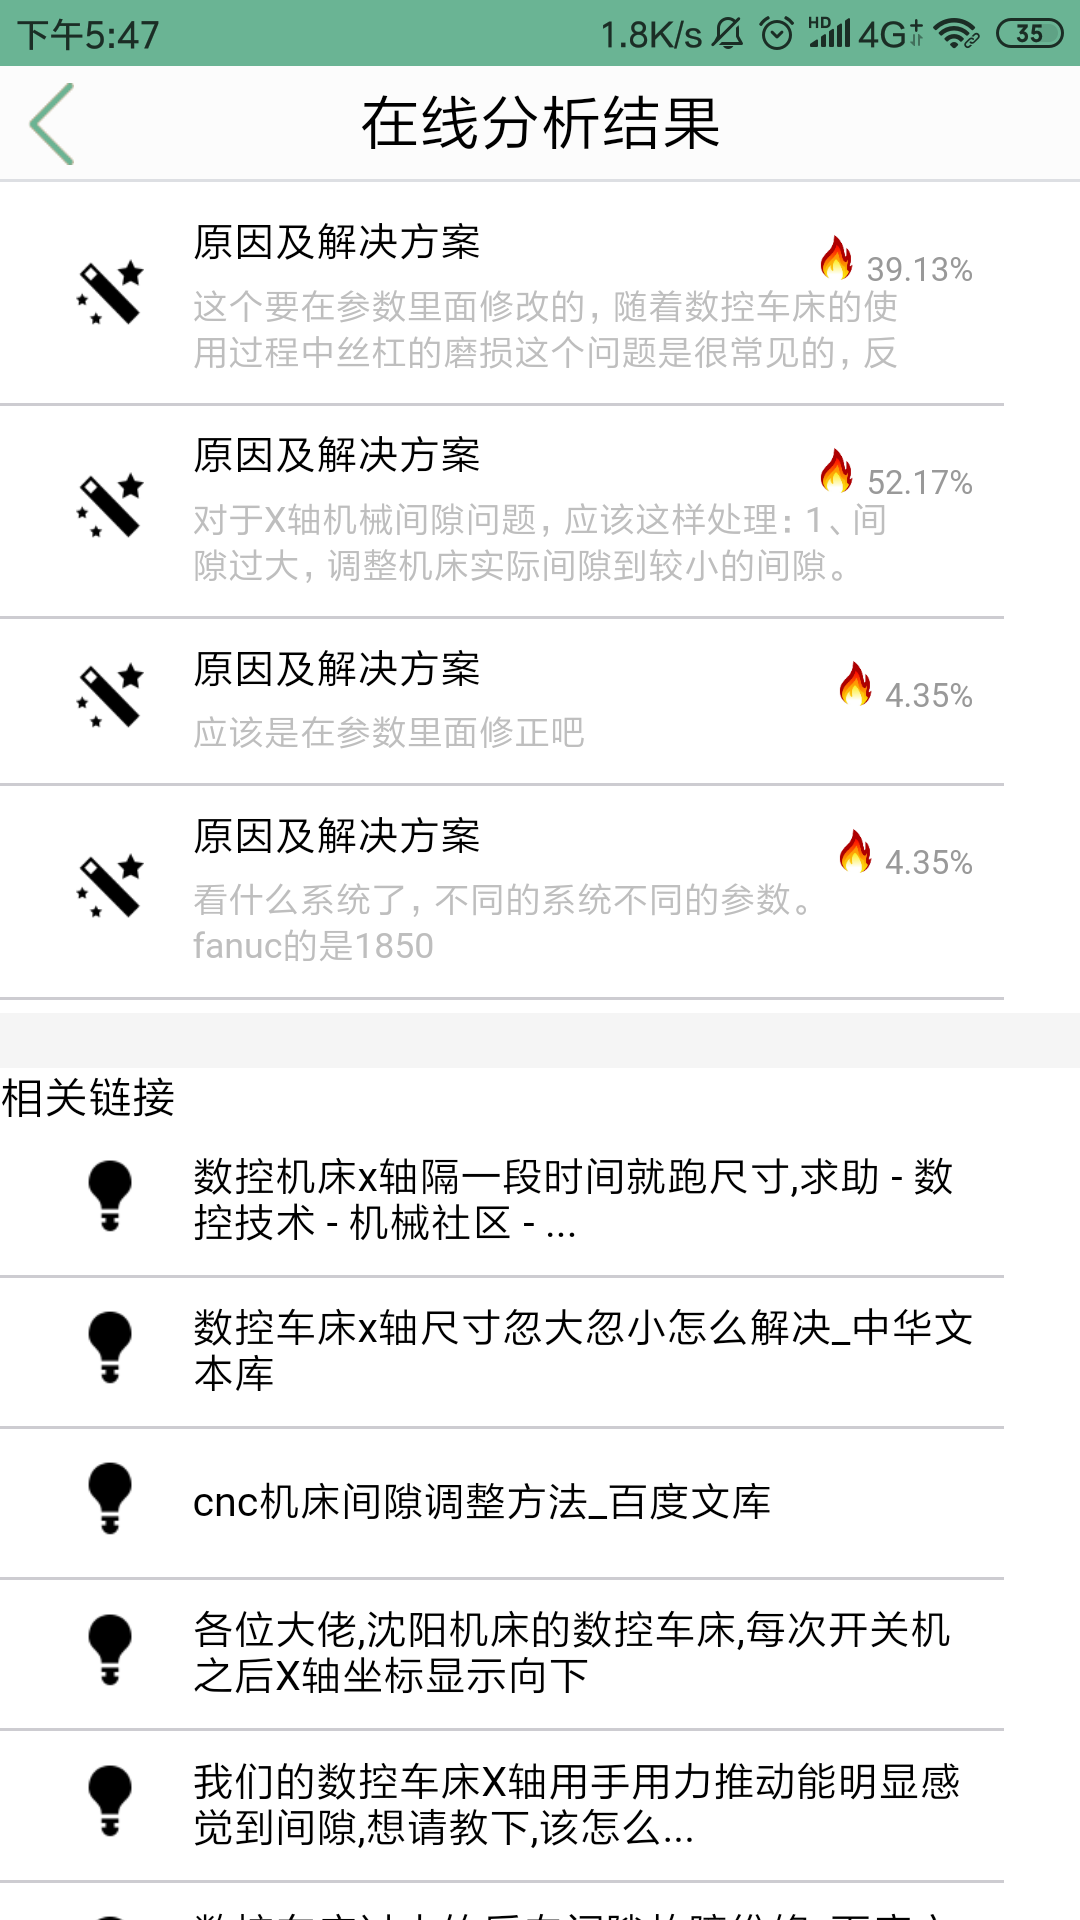 下午5:47
1.8K/s
HD
4G+
35
在线分析结果
原因及解决方案
39.13%
这个要在参数里面修改的，随着数控车床的使
用过程中丝杠的磨损这个问题是很常见的，反
原因及解决方案
52.17%
对于X轴机械间隙问题，应该这样处理：1、间
隙过大，调整机床实际间隙到较小的间隙。
原因及解决方案
4.35%
应该是在参数里面修正吧
原因及解决方案
4.35%
看什么系统了，不同的系统不同的参数。
fanuc的是1850
相关链接
数控机床x轴隔一段时间就跑尺寸,求助 - 数
控技术 - 机械社区 - ...
数控车床x轴尺寸忽大忽小怎么解决_中华文
本库
cnc机床间隙调整方法_百度文库
各位大佬,沈阳机床的数控车床,每次开关机
之后X轴坐标显示向下
我们的数控车床X轴用手用力推动能明显感
觉到间隙,想请教下,该怎么...